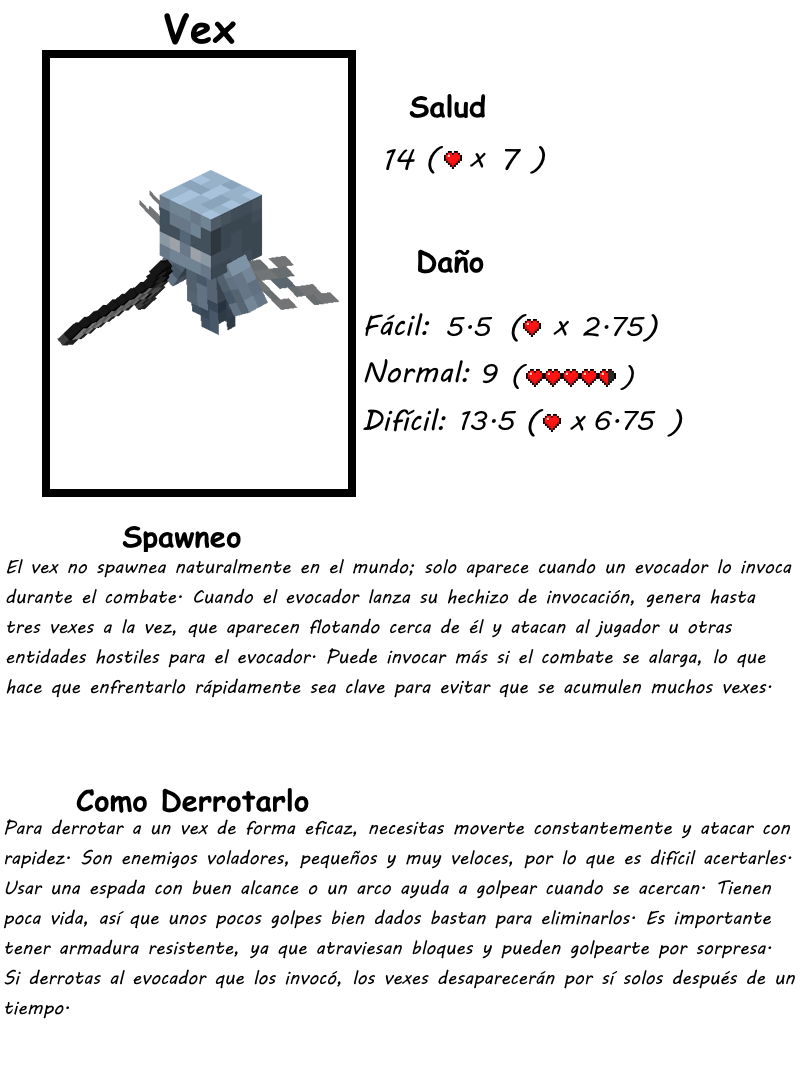 Vex
Salud
14 ( x 7 )
Daño
Fácil: 5.5 ( x 2.75)
Normal: 9 ( )
Difícil: 13.5 ( x 6.75 )
Spawneo
El vex no spawnea naturalmente en el mundo; solo aparece cuando un evocador lo invoca
durante el combate. Cuando el evocador lanza su hechizo de invocación, genera hasta
tres vexes a la vez, que aparecen flotando cerca de él y atacan al jugador u otras
entidades hostiles para el evocador. Puede invocar más si el combate se alarga, lo que
hace que enfrentarlo rápidamente sea clave para evitar que se acumulen muchos vexes.
Como Derrotarlo
Para derrotar a un vex de forma eficaz, necesitas moverte constantemente y atacar con
rapidez. Son enemigos voladores, pequeños y muy veloces, por lo que es difícil acertarles.
Usar una espada con buen alcance o un arco ayuda a golpear cuando se acercan. Tienen
poca vida, así que unos pocos golpes bien dados bastan para eliminarlos. Es importante
tener armadura resistente, ya que atraviesan bloques y pueden golpearte por sorpresa.
Si derrotas al evocador que los invocó, los vexes desaparecerán por sí solos después de un
tiempo.